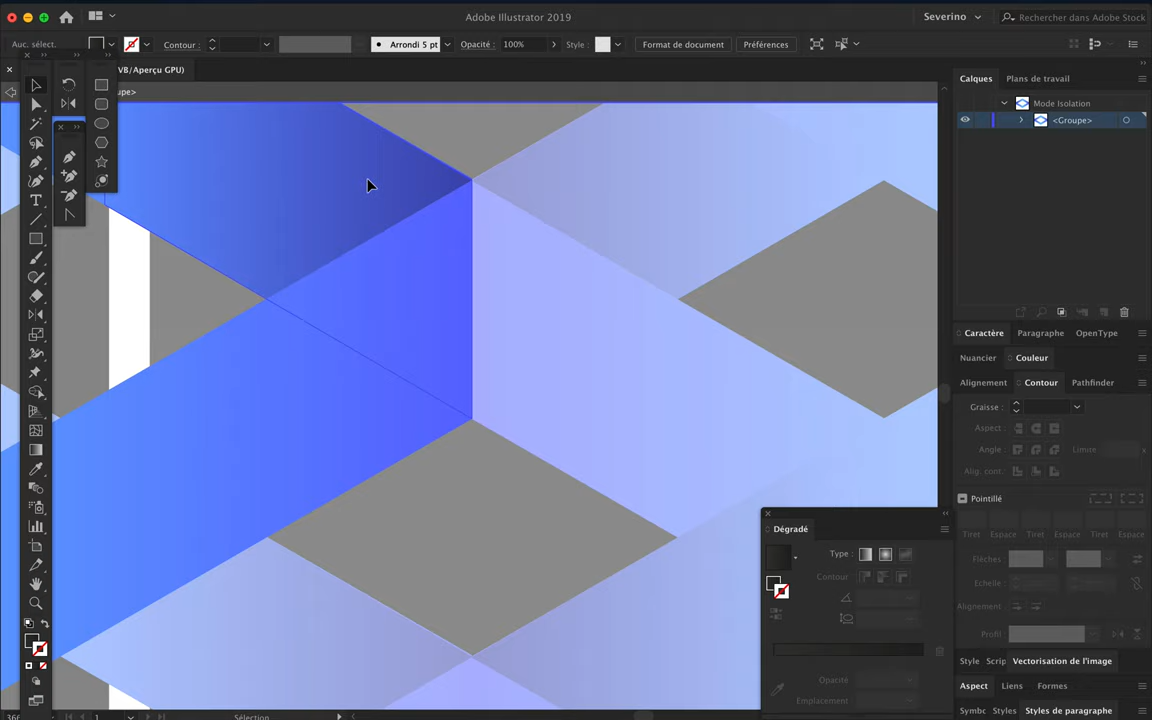 Adobe Illustrator 2019
Severino
Rechercher dans Adobe Stock
Auc. sélect.
Contour :
Arrondi 5 pt
Opacité :
100%
Style :
Format de document
Préférences
VB/Aperçu GPU)
upe>
Calques
Plans de travail
Mode Isolation
<Groupe>
Caractère
Paragraphe
OpenType
Nuancier
Couleur
Alignement
Contour
Pathfinder
Graisse :
Aspect :
Angle :
Limite
Alig. cont. :
Pointillé
Tiret
Espace
Tiret
Espace
Tiret
Espace
Flèches :
Echelle :
Alignement :
Profil :
Dégradé
Type :
Contour
Opacité
Emplacement
Style
Scrip
Vectorisation de l'image
Aspect
Liens
Formes
Symbc
Styles
Styles de paragraphe
1
Sélection